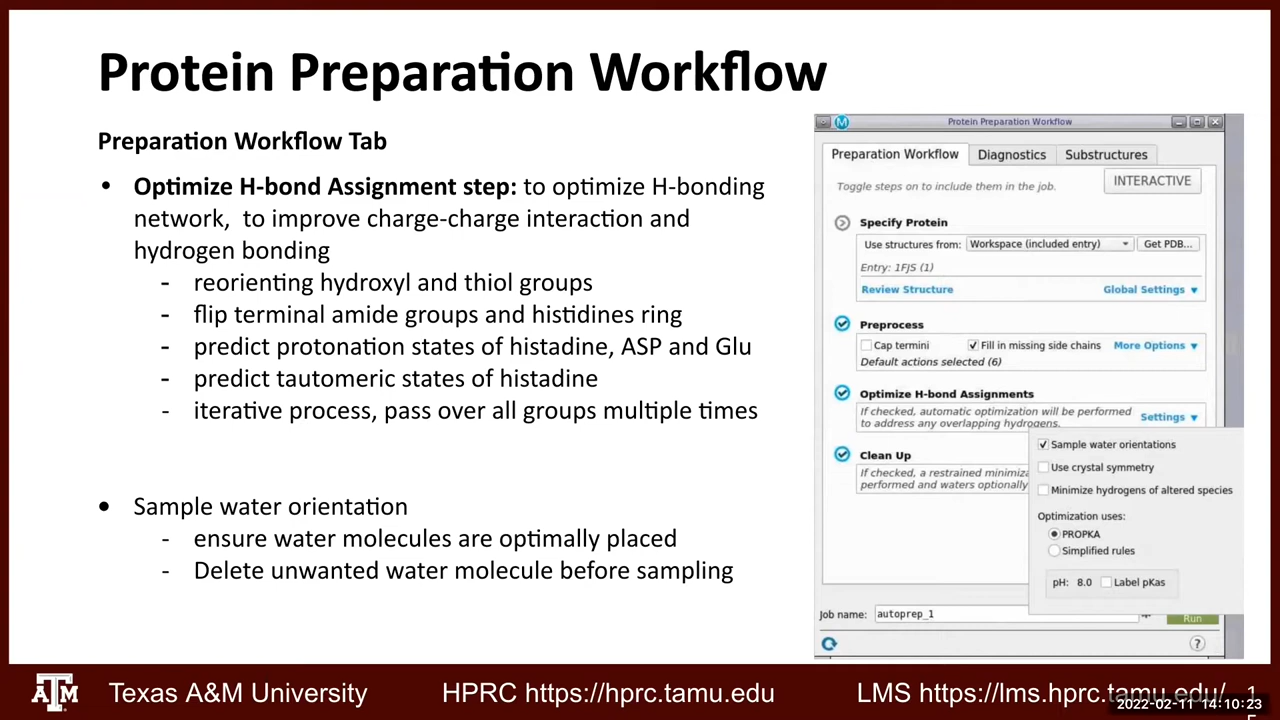 Protein Preparation Workflow
Preparation Workflow Tab
• Optimize H-bond Assignment step: to optimize H-bonding
network, to improve charge-charge interaction and
hydrogen bonding
- reorienting hydroxyl and thiol groups
- flip terminal amide groups and histidines ring
- predict protonation states of histadine, ASP and Glu
- predict tautomeric states of histadine
- iterative process, pass over all groups multiple times
• Sample water orientation
- ensure water molecules are optimally placed
- Delete unwanted water molecule before sampling
Protein Preparation Workflow
Preparation Workflow Diagnostics Substructures
Toggle steps on to include them in the job. INTERACTIVE
Specify Protein
Use structures from: Workspace (included entry) Get PDB...
Entry: 1FJS (1)
Review Structure Global Settings
Preprocess
Cap termini Fill in missing side chains More Options
Default actions selected (6)
Optimize H-bond Assignments
If checked, automatic optimization will be performed
to address any overlapping hydrogens. Settings
Clean Up
If checked, a restrained minimiza
performed and waters optionally
Sample water orientations
Use crystal symmetry
Minimize hydrogens of altered species
Optimization uses:
PROPKA
Simplified rules
pH: 8.0 Label pKas
Job name: autoprep_1 Run
?
ATM Texas A&M University HPRC https://hprc.tamu.edu LMS https://lms.hprc.tamu.edu/ 1
2022-02-11 14:10:23